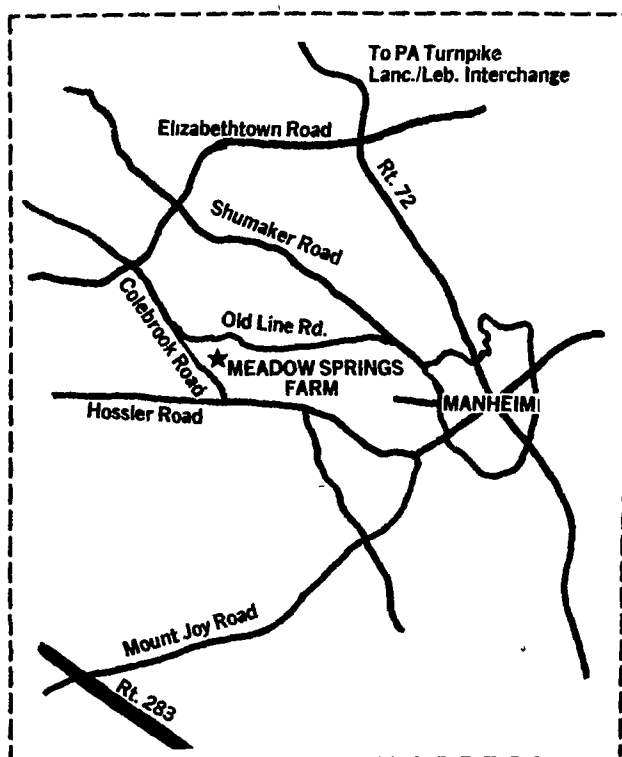 To PA Turnpike
Lanc./Leb. Interchange
Elizabethtown Road
Rt. 72
Shumaker Road
Colebrook Road
Old Line Rd.
MEADOW SPRINGS
FARM
MANHEIM
Hossler Road
Mount Joy Road
Rt. 283